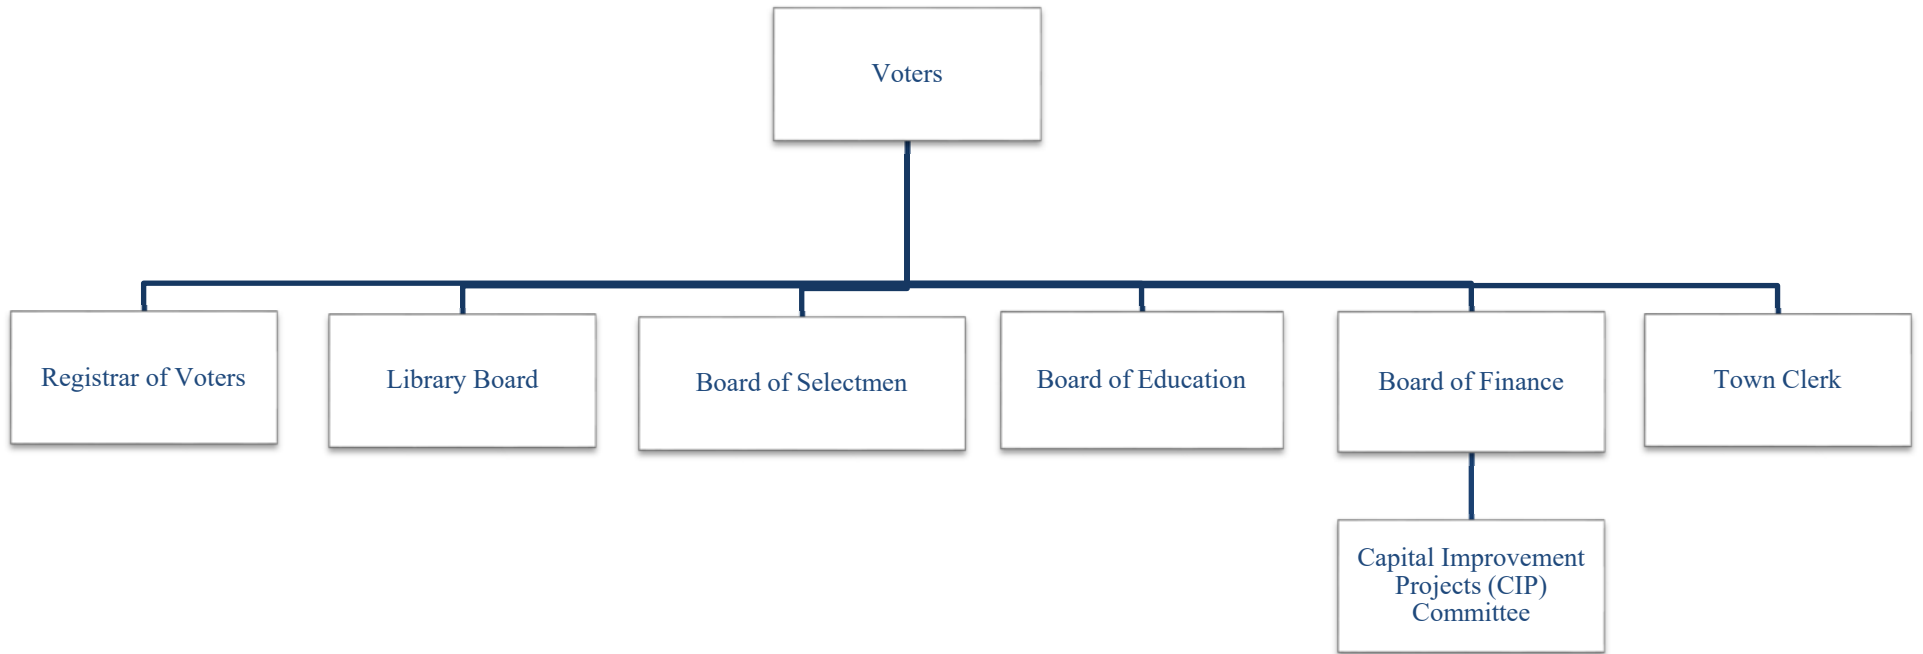 Voters
Registrar of Voters
Library Board
Board of Selectmen
Board of Education
Board of Finance
Town Clerk
Capital Improvement
Projects (CIP)
Committee